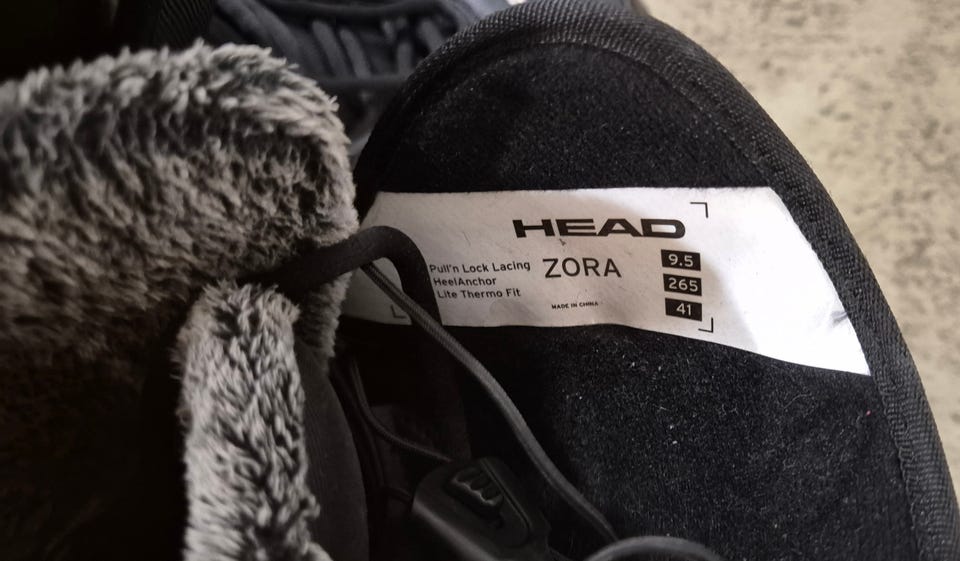 HEAD
Pull'n Lock Lacing
HeelAnchor
Lite Thermo Fit
ZORA
MADE IN CHINA
9.5
265
41